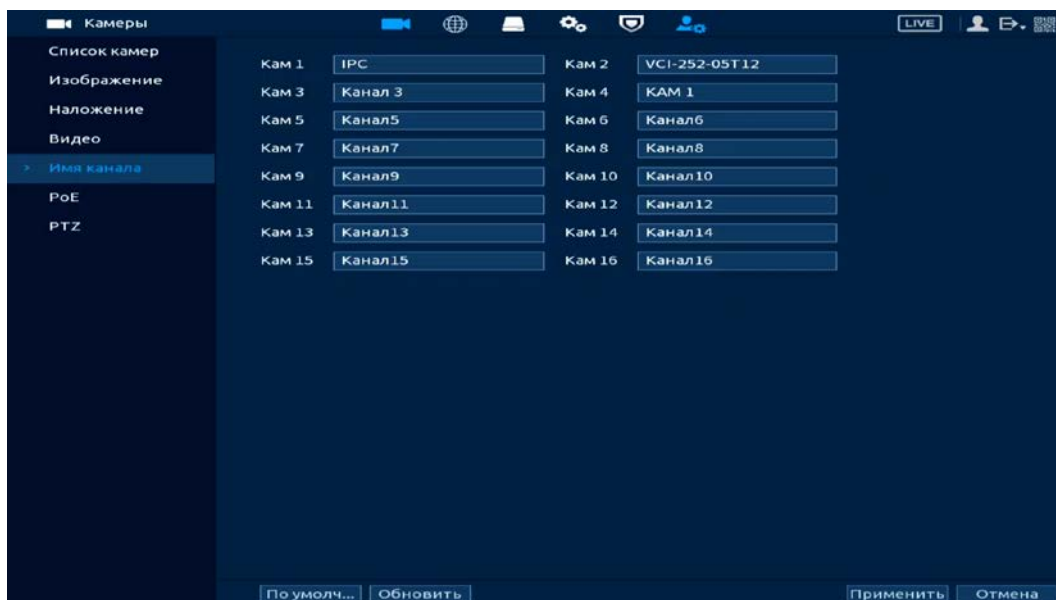 Камеры LIVE
Список камер
Изображение
Наложение
Видео
Имя канала
PoE
PTZ
Кам 1 IPC Кам 2 VCI-252-05T12
Кам 3 Канал 3 Кам 4 КАМ 1
Кам 5 Канал5 Кам 6 Канал6
Кам 7 Канал7 Кам 8 Канал8
Кам 9 Канал9 Кам 10 Канал10
Кам 11 Канал11 Кам 12 Канал12
Кам 13 Канал13 Кам 14 Канал14
Кам 15 Канал15 Кам 16 Канал16
По умолч... Обновить Применить Отмена